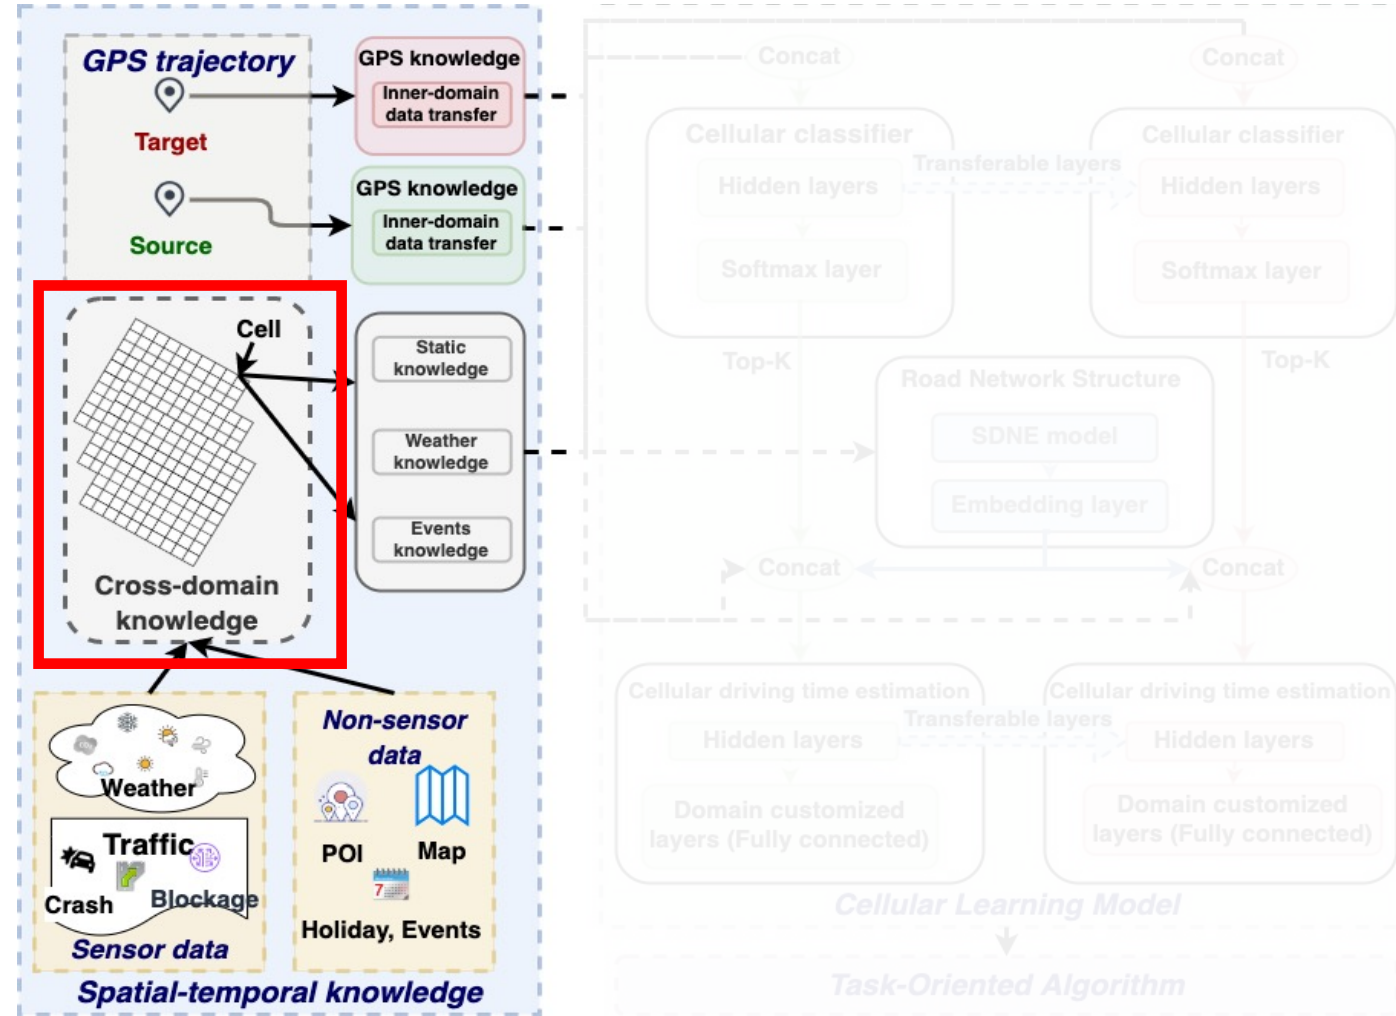 GPS trajectory
Target
Source
GPS knowledge
Inner-domain
data transfer
GPS knowledge
Inner-domain
data transfer
Cell
Cross-domain
knowledge
Static
knowledge
Weather
knowledge
Events
knowledge
Weather
Traffic
Crash
Blockage
Sensor data
Non-sensor
data
POI
Map
7
Holiday, Events
Spatial-temporal knowledge
Concat
Concat
Cellular classifier
Hidden layers
Softmax layer
Transferable layers
Cellular classifier
Hidden layers
Softmax layer
Top-K
Top-K
Road Network Structure
SDNE model
Embedding layer
Concat
Concat
Cellular driving time estimation
Hidden layers
Domain customized
layers (Fully connected)
Transferable layers
Cellular driving time estimation
Hidden layers
Domain customized
layers (Fully connected)
Cellular Learning Model
Task-Oriented Algorithm